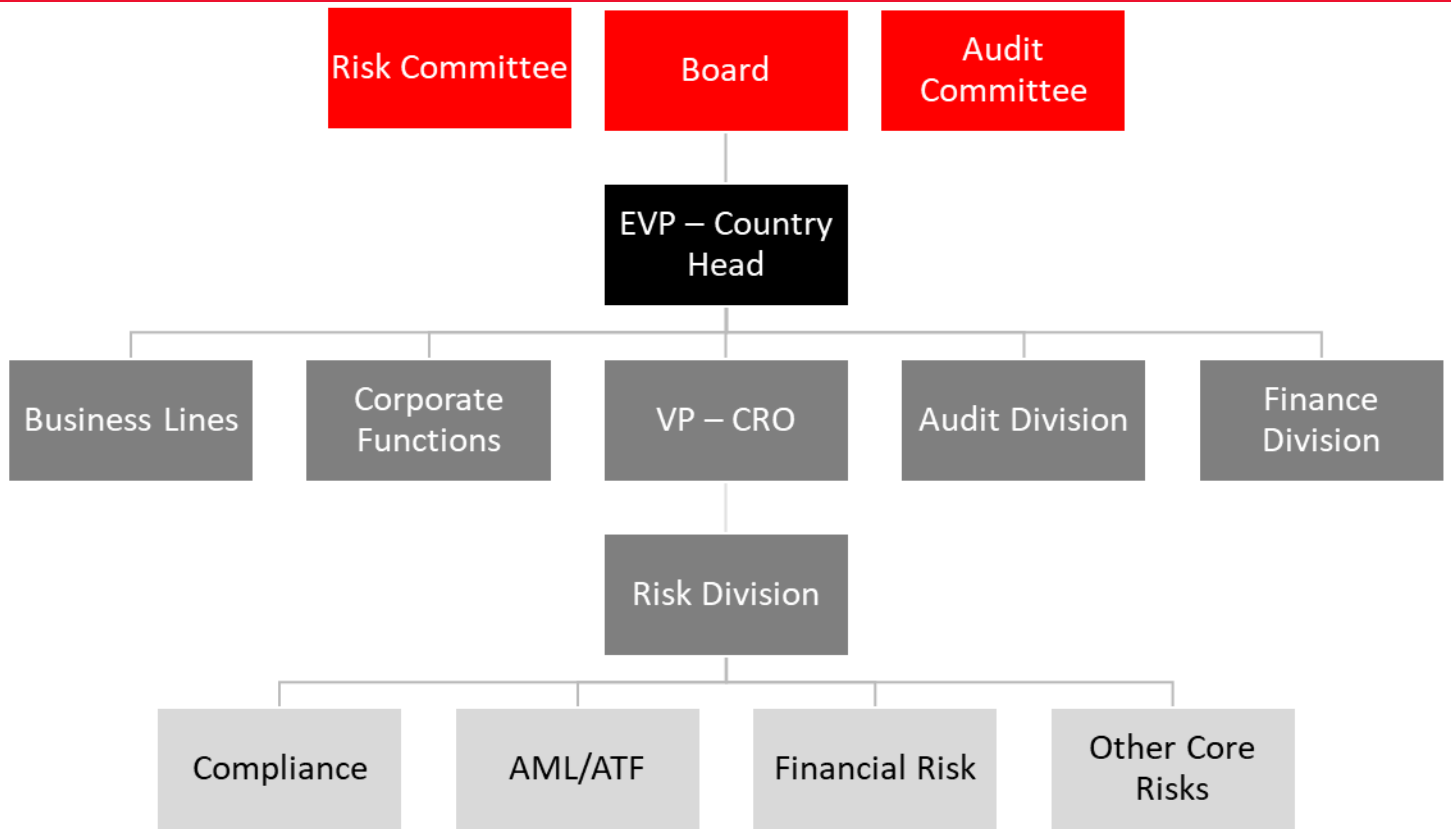 Risk Committee
Board
Audit
Committee
EVP – Country
Head
Business Lines
Corporate
Functions
VP – CRO
Audit Division
Finance
Division
Risk Division
Compliance
AML/ATF
Financial Risk
Other Core
Risks